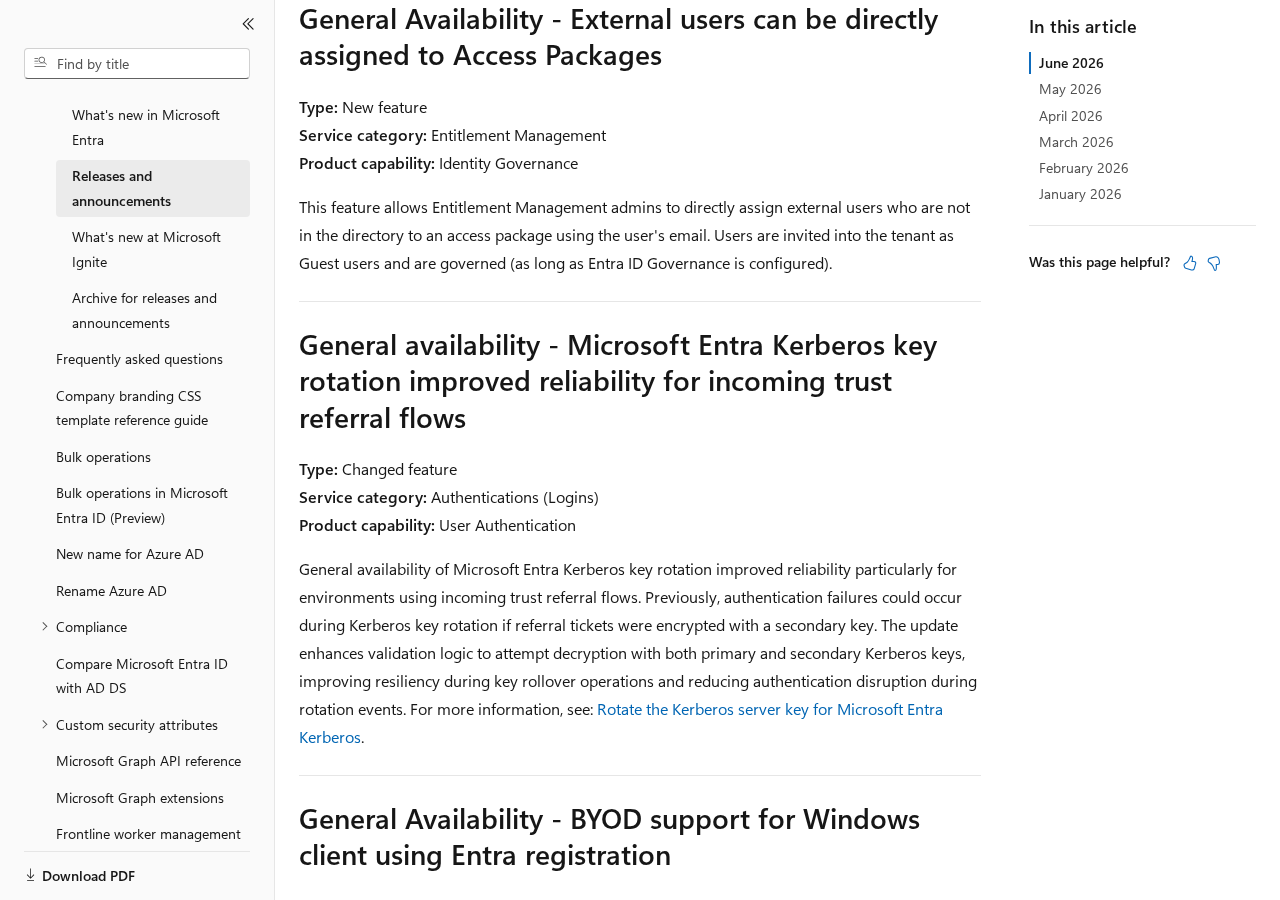 Find by title
What's new in Microsoft
Entra
Releases and
announcements
What's new at Microsoft
Ignite
Archive for releases and
announcements
Frequently asked questions
Company branding CSS
template reference guide
Bulk operations
Bulk operations in Microsoft
Entra ID (Preview)
New name for Azure AD
Rename Azure AD
Compliance
Compare Microsoft Entra ID
with AD DS
Custom security attributes
Microsoft Graph API reference
Microsoft Graph extensions
Frontline worker management
Download PDF
General Availability - External users can be directly
assigned to Access Packages
Type: New feature
Service category: Entitlement Management
Product capability: Identity Governance
This feature allows Entitlement Management admins to directly assign external users who are not
in the directory to an access package using the user's email. Users are invited into the tenant as
Guest users and are governed (as long as Entra ID Governance is configured).
General availability - Microsoft Entra Kerberos key
rotation improved reliability for incoming trust
referral flows
Type: Changed feature
Service category: Authentications (Logins)
Product capability: User Authentication
General availability of Microsoft Entra Kerberos key rotation improved reliability particularly for
environments using incoming trust referral flows. Previously, authentication failures could occur
during Kerberos key rotation if referral tickets were encrypted with a secondary key. The update
enhances validation logic to attempt decryption with both primary and secondary Kerberos keys,
improving resiliency during key rollover operations and reducing authentication disruption during
rotation events. For more information, see: Rotate the Kerberos server key for Microsoft Entra
Kerberos.
General Availability - BYOD support for Windows
client using Entra registration
In this article
June 2026
May 2026
April 2026
March 2026
February 2026
January 2026
Was this page helpful?